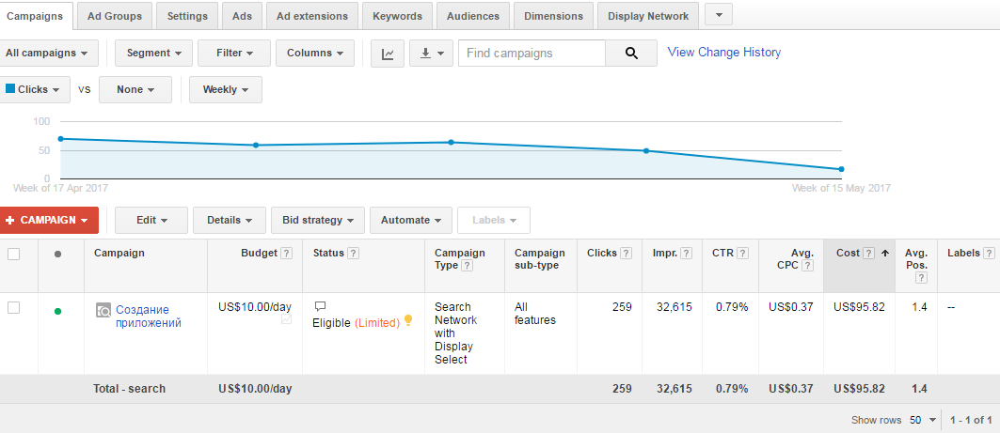 Campaigns Ad Groups Settings Ads Ad extensions Keywords Audiences Dimensions Display Network
All campaigns Segment Filter Columns Find campaigns View Change History
Clicks VS None Weekly
100
50
0
Week of 17 Apr 2017 Week of 15 May 2017
+ CAMPAIGN Edit Details Bid strategy Automate Labels
Campaign Budget ? Status ? Campaign Type ? Campaign sub-type Clicks ? Impr. ? CTR ? Avg. CPC ? Cost ? Avg. Pos. ? Labels ?
Создание приложений US$10.00/day Eligible (Limited) Search Network with Display Select All features 259 32,615 0.79% US$0.37 US$95.82 1.4 --
Total - search US$10.00/day 259 32,615 0.79% US$0.37 US$95.82 1.4
Show rows 50 1 - 1 of 1